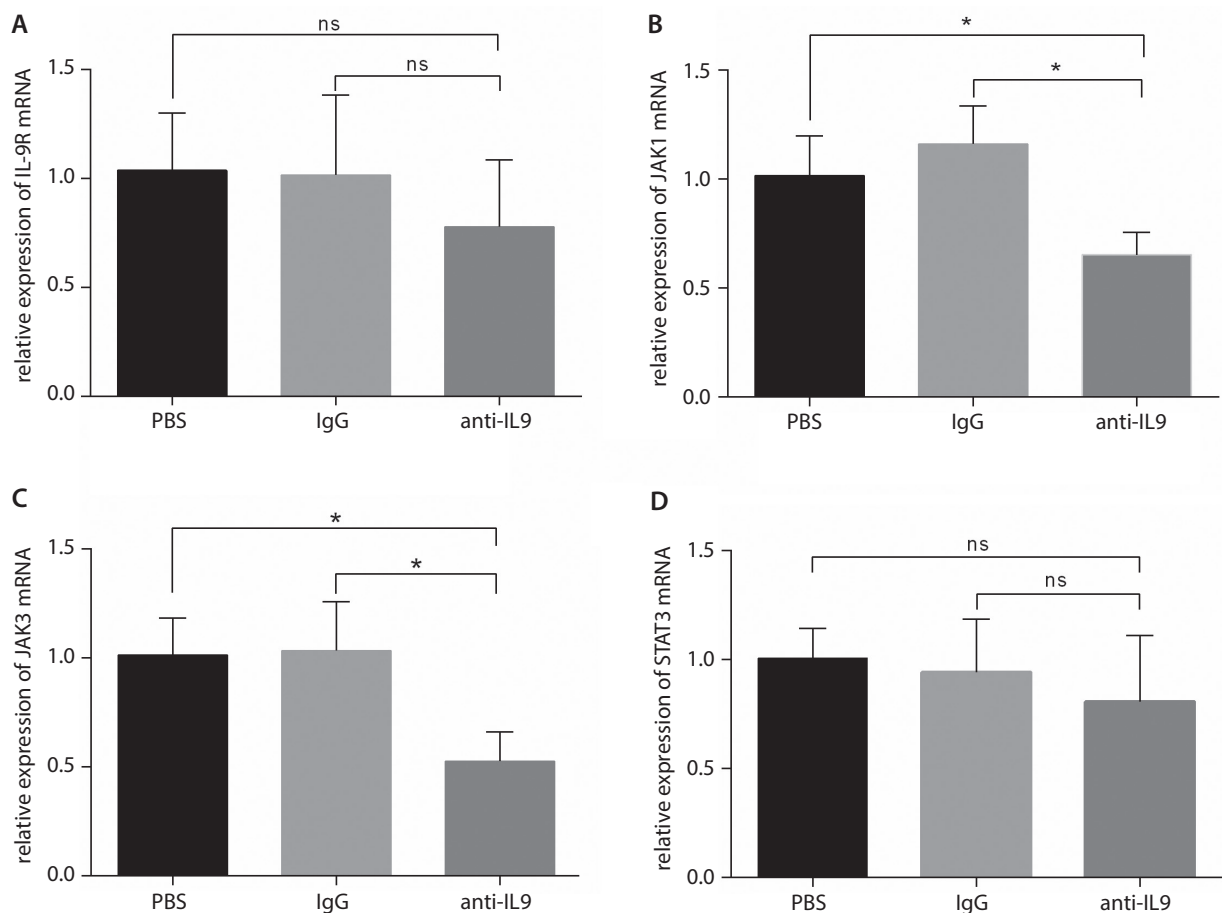 A
ns
ns
relative expression of IL-9R mRNA
1.5
1.0
0.5
0.0
PBS IgG anti-IL9
B
*
*
relative expression of JAK1 mRNA
1.5
1.0
0.5
0.0
PBS IgG anti-IL9
C
*
*
relative expression of JAK3 mRNA
1.5
1.0
0.5
0.0
PBS IgG anti-IL9
D
ns
ns
relative expression of STAT3 mRNA
1.5
1.0
0.5
0.0
PBS IgG anti-IL9